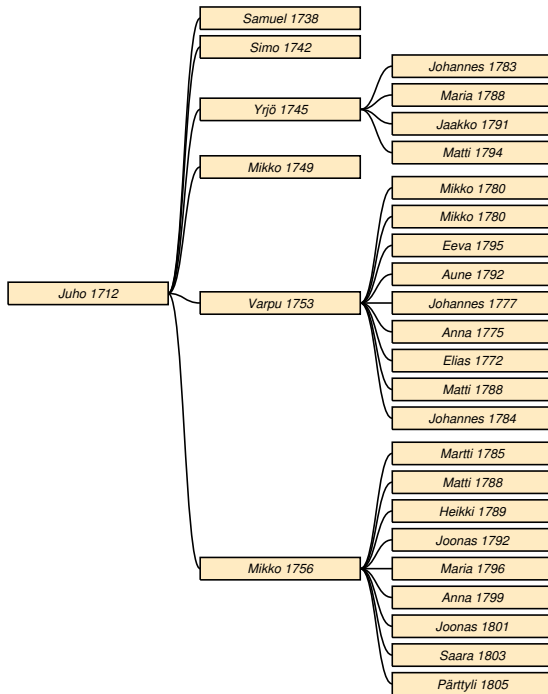 Juho 1712
Samuel 1738
Simo 1742
Yrjö 1745
Johannes 1783
Maria 1788
Jaakko 1791
Matti 1794
Mikko 1749
Varpu 1753
Mikko 1780
Mikko 1780
Eeva 1795
Aune 1792
Johannes 1777
Anna 1775
Elias 1772
Matti 1788
Johannes 1784
Mikko 1756
Martti 1785
Matti 1788
Heikki 1789
Joonas 1792
Maria 1796
Anna 1799
Joonas 1801
Saara 1803
Pärttyli 1805